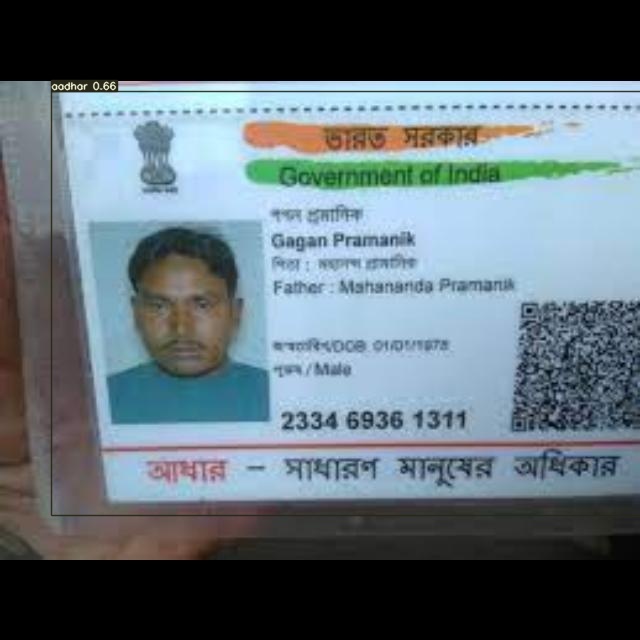 aadhar 0.66
ভারত সরকার
Government of India
গগন প্রমানিক
Gagan Pramanik
পিতা : মহানন্দ প্রামানিক
Father : Mahananda Pramanik
জন্মতারিখ/DOB: 01/01/1978
পুরুষ / Male
2334 6936 1311
আধার – সাধারণ মানুষের অধিকার